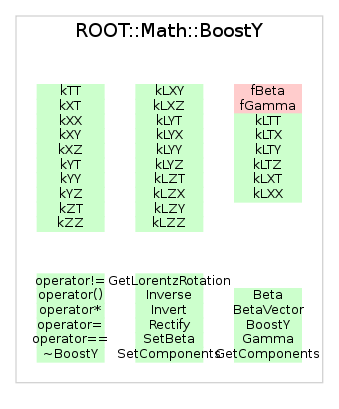 ROOT::Math::BoostY
kTT
kXT
kXX
kXY
kXZ
kYT
kYY
kYZ
kZT
kZZ
kLXY
kLXZ
kLYT
kLYX
kLYY
kLYZ
kLZT
kLZX
kLZY
kLZZ
fBeta
fGamma
kLTT
kLTX
kLTY
kLTZ
kLXT
kLXX
operator!=
operator()
operator*
operator=
operator==
~BoostY
GetLorentzRotation
Inverse
Invert
Rectify
SetBeta
SetComponents
Beta
BetaVector
BoostY
Gamma
GetComponents